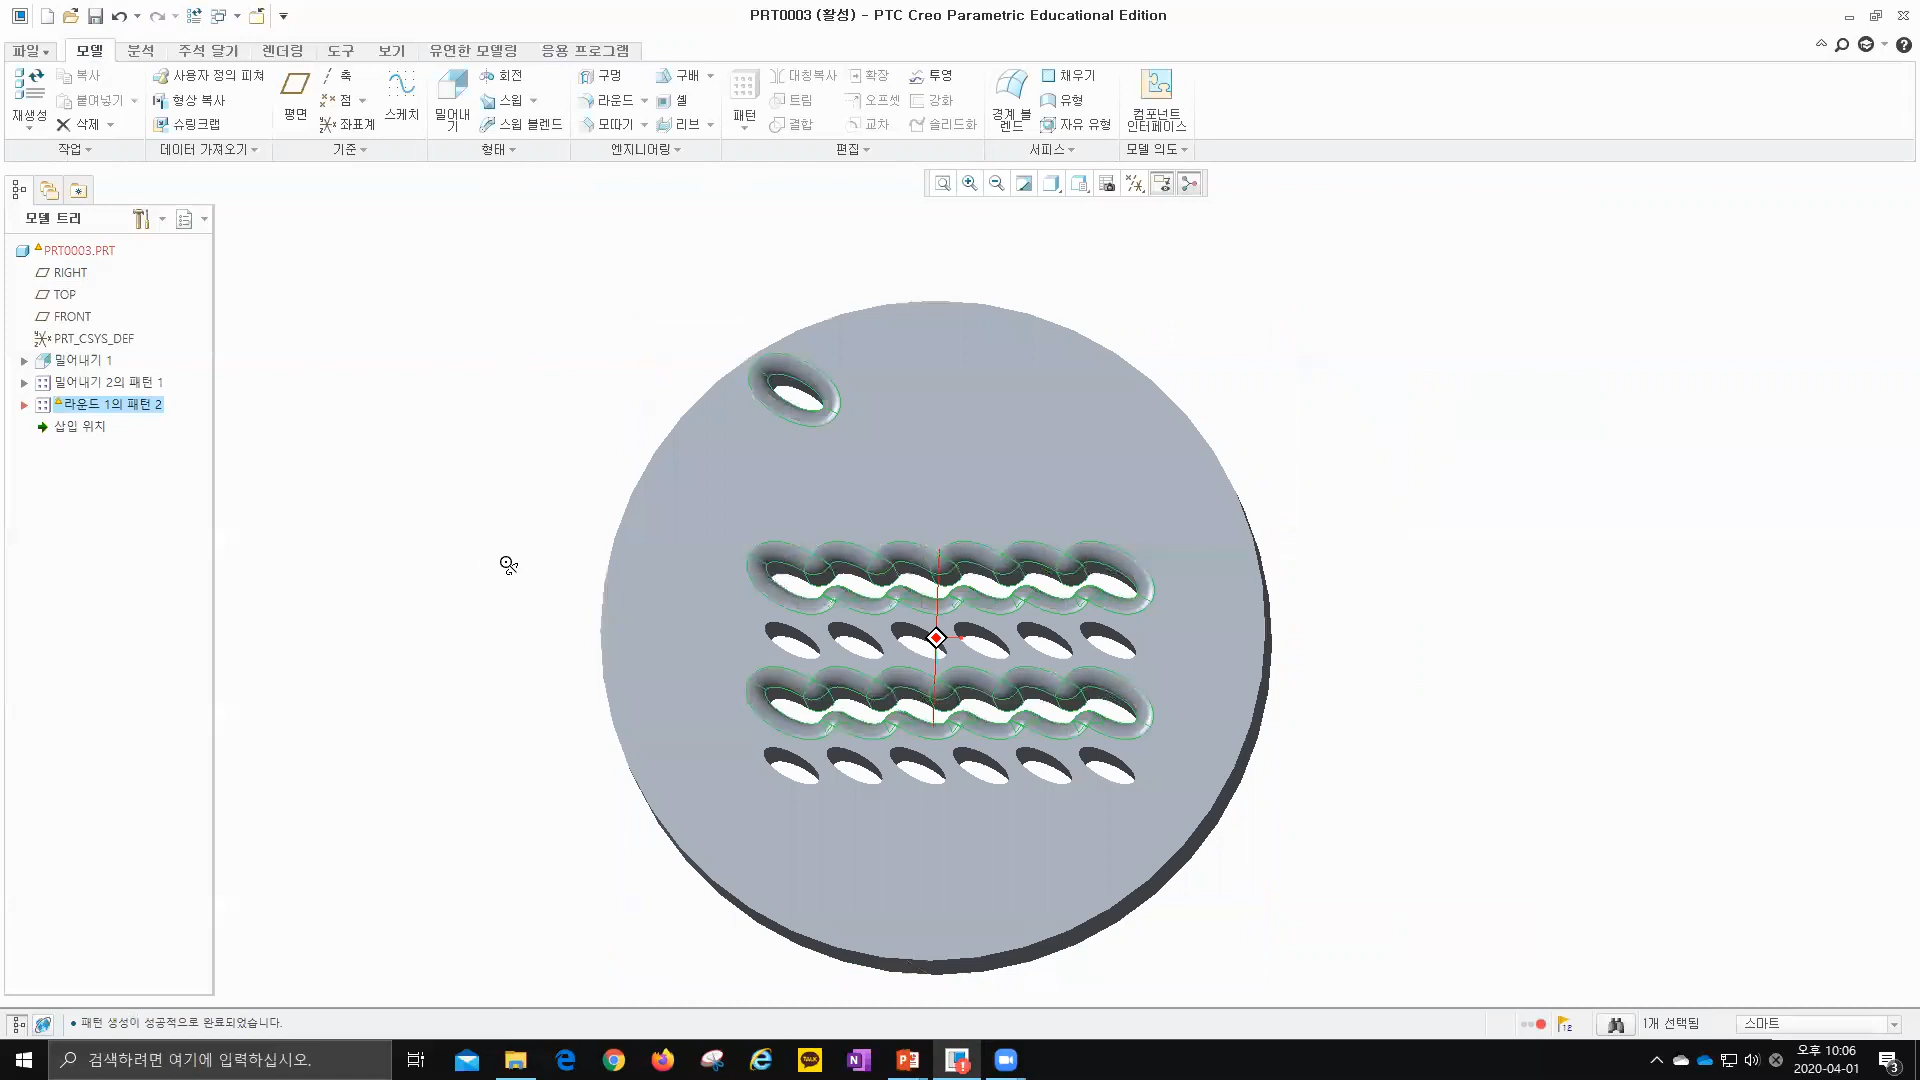 PRT0003 (활성) - PTC Creo Parametric Educational Edition
파일 모델 분석 주석 달기 렌더링 도구 보기 유연한 모델링 응용 프로그램
재생성 복사 붙여넣기 삭제
사용자 정의 피쳐 형상 복사 슈링크랩
평면 축 점 좌표계 스케치
밀어내기 회전 스윕 스윕 블렌드
구멍 라운드 모따기 구배 셸 리브
패턴 대칭복사 트림 결합 확장 오프셋 교차 투영 강화 솔리드화
경계 블렌드 채우기 유형 자유 유형
컴포넌트 인터페이스
작업 데이터 가져오기 기준 형태 엔지니어링 편집 서피스 모델 의도
모델 트리
PRT0003.PRT
RIGHT
TOP
FRONT
PRT_CSYS_DEF
밀어내기 1
밀어내기 2의 패턴 1
라운드 1의 패턴 2
삽입 위치
• 패턴 생성이 성공적으로 완료되었습니다.
12
1개 선택됨
스마트
검색하려면 여기에 입력하십시오.
TALK
오후 10:06
2020-04-01
3